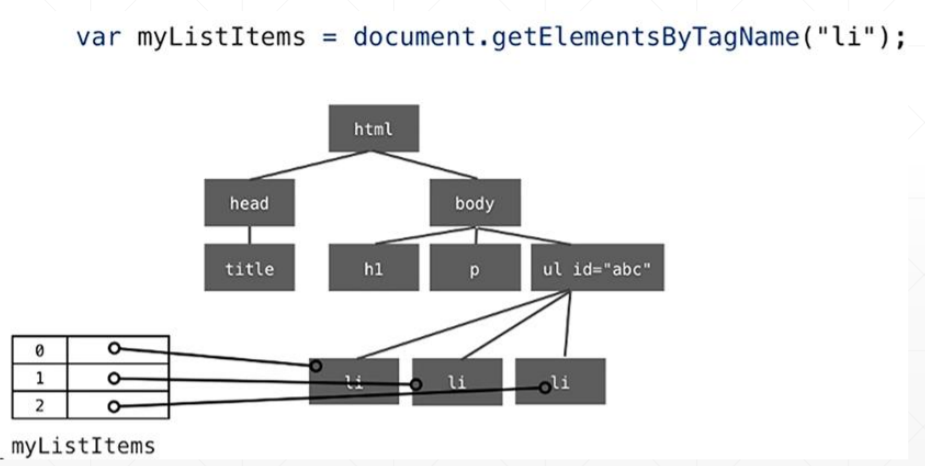 var myListItems = document.getElementsByTagName("li");
html
head
body
title
h1
p
ul id="abc"
0
1
2
li
li
li
myListItems